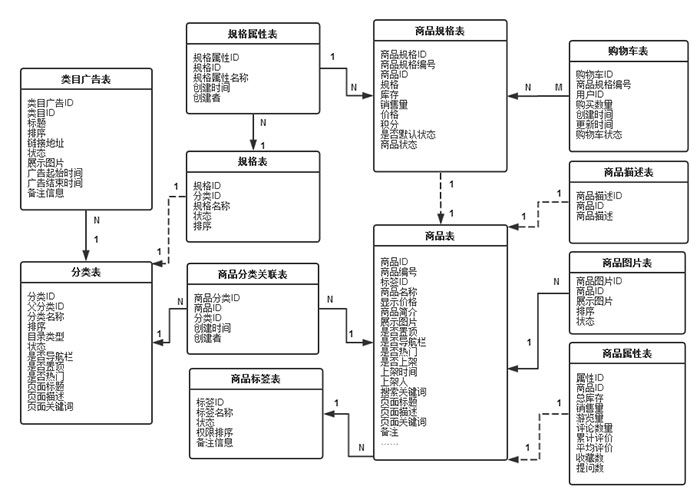 类目广告表
类目广告ID
类目ID
标题
排序
链接地址
状态
展示图片
广告起始时间
广告结束时间
备注信息
N
1
分类表
分类ID
父分类ID
分类名称
排序
目录类型
状态
是否导航栏
是否置顶
是否热门
页面标题
页面描述
页面关键词
规格属性表
规格属性ID
规格ID
规格属性名称
创建时间
创建者
1
N
N
1
规格表
规格ID
分类ID
规格名称
状态
排序
1
1
商品分类关联表
商品分类ID
商品ID
分类ID
创建时间
创建者
N
1
N
1
商品标签表
标签ID
标签名称
状态
权限排序
备注信息
1
N
商品规格表
商品规格ID
商品规格编号
商品ID
规格
库存
销售量
价格
积分
是否默认状态
商品状态
1
1
商品表
商品ID
商品编号
标签ID
商品名称
显示价格
商品简介
展示图片
是否置顶
是否导航栏
是否热门
是否上架
上架时间
上架人
搜索关键词
页面标题
页面描述
页面关键词
备注
……
购物车表
购物车ID
商品规格编号
用户ID
购买数量
创建时间
更新时间
购物车状态
N
M
商品描述表
商品描述ID
商品ID
商品描述
1
1
商品图片表
商品图片ID
商品ID
展示图片
排序
状态
N
1
商品属性表
属性ID
商品ID
总库存
销售量
游览量
评论数量
累计评价
平均评价
收藏数
提问数
1
1